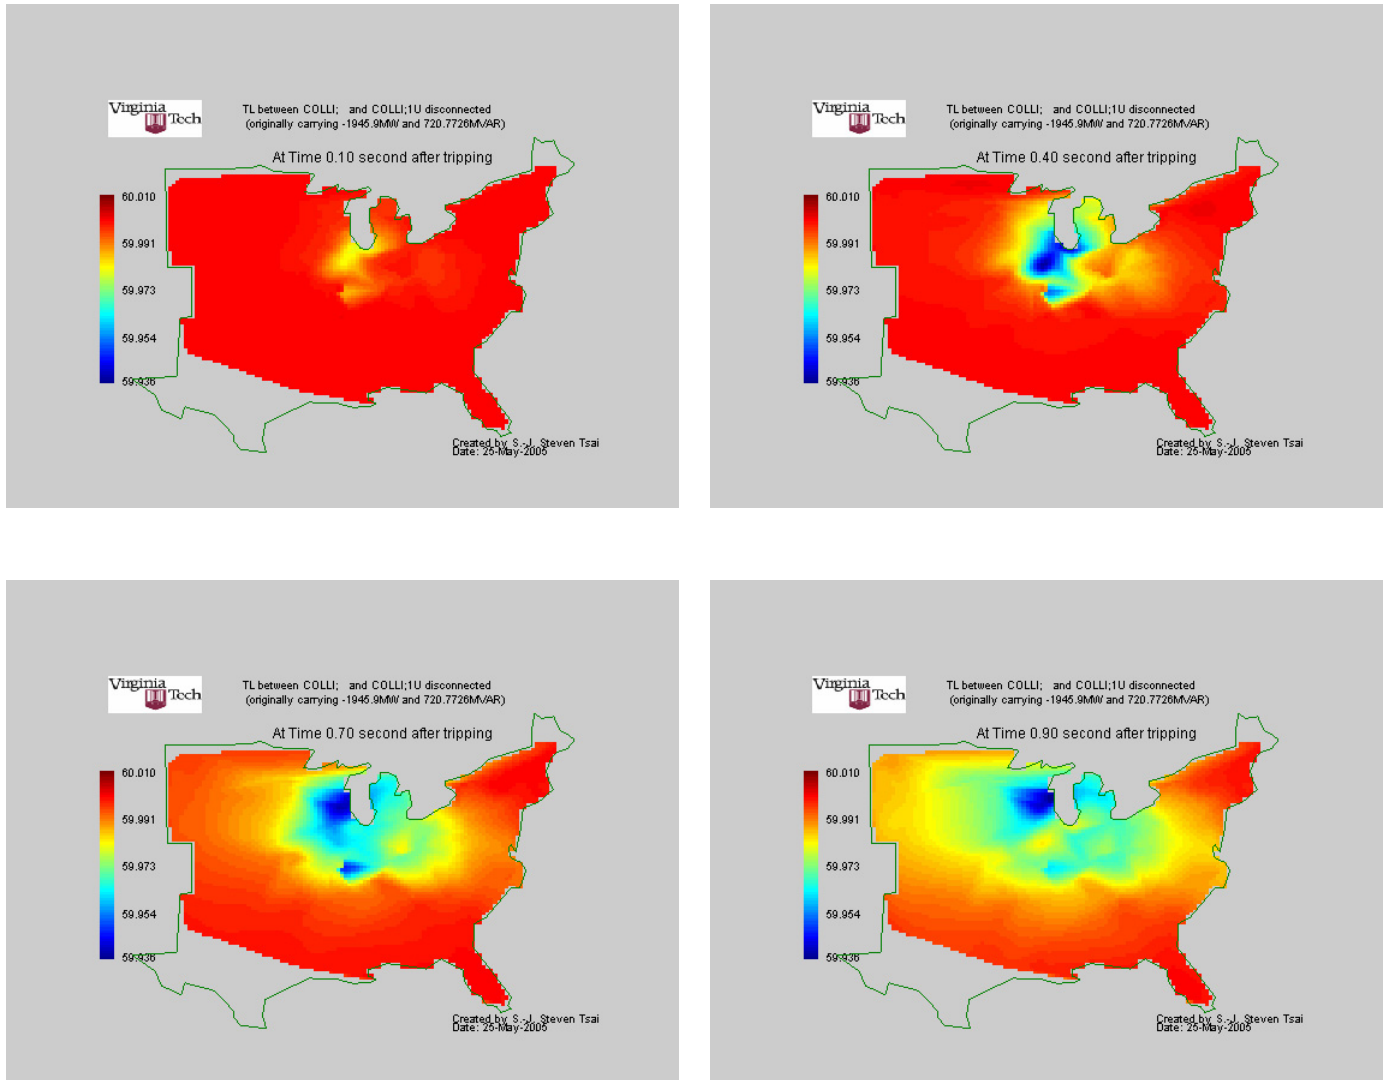 Virginia Tech
TL between COLLI; and COLLI;1U disconnected
(originally carrying -1945.9MW and 720.7726MVAR)
At Time 0.10 second after tripping
60.010
59.991
59.973
59.954
59.936
Created by S.-J. Steven Tsai
Date: 25-May-2005
Virginia Tech
TL between COLLI; and COLLI;1U disconnected
(originally carrying -1945.9MW and 720.7726MVAR)
At Time 0.40 second after tripping
60.010
59.991
59.973
59.954
59.936
Created by S.-J. Steven Tsai
Date: 25-May-2005
Virginia Tech
TL between COLLI; and COLLI;1U disconnected
(originally carrying -1945.9MW and 720.7726MVAR)
At Time 0.70 second after tripping
60.010
59.991
59.973
59.954
59.936
Created by S.-J. Steven Tsai
Date: 25-May-2005
Virginia Tech
TL between COLLI; and COLLI;1U disconnected
(originally carrying -1945.9MW and 720.7726MVAR)
At Time 0.90 second after tripping
60.010
59.991
59.973
59.954
59.936
Created by S.-J. Steven Tsai
Date: 25-May-2005